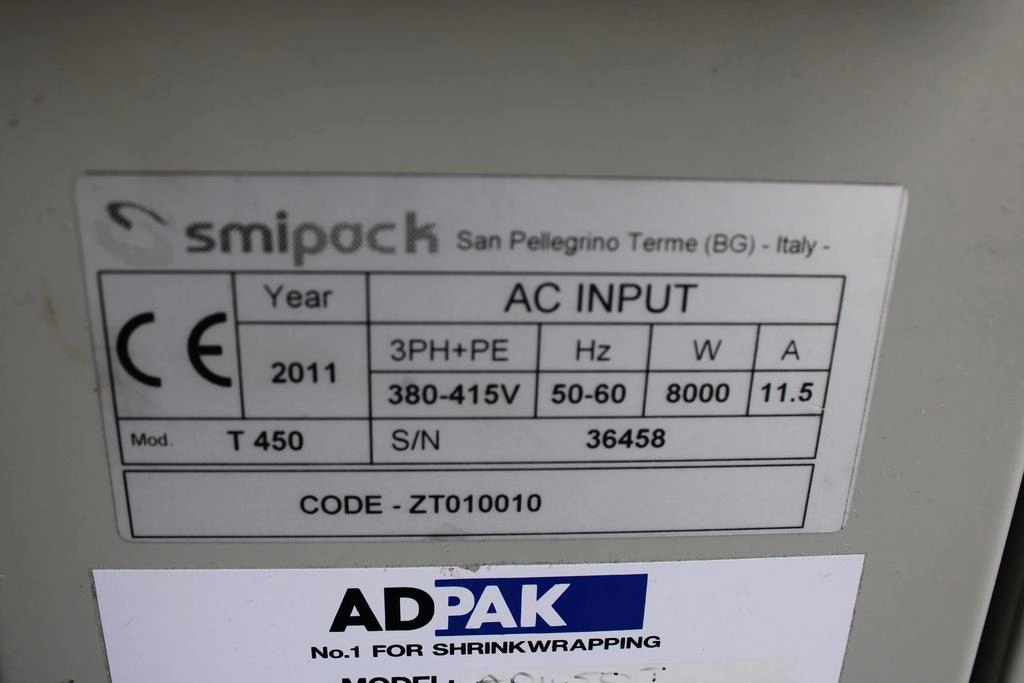 smipack San Pellegrino Terme (BG) - Italy -
CE Year AC INPUT
2011 3PH+PE Hz W A
380-415V 50-60 8000 11.5
Mod. T 450 S/N 36458
CODE - ZT010010
ADPAK
No.1 FOR SHRINKWRAPPING
MODEL: